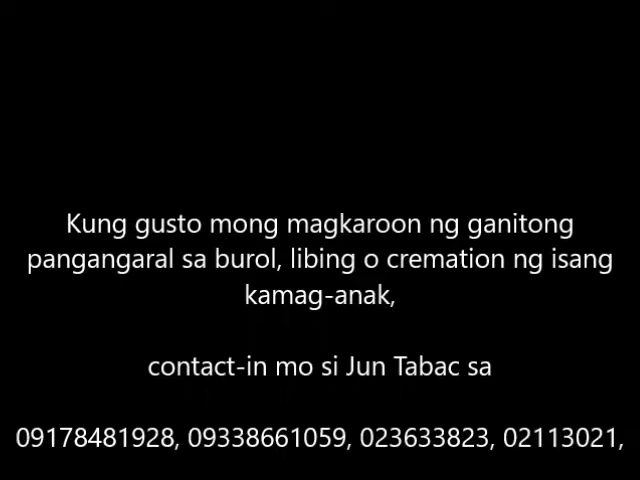 Kung gusto mong magkaroon ng ganitong
pangangaral sa burol, libing o cremation ng isang
kamag-anak,
contact-in mo si Jun Tabac sa
09178481928, 09338661059, 023633823, 02113021,